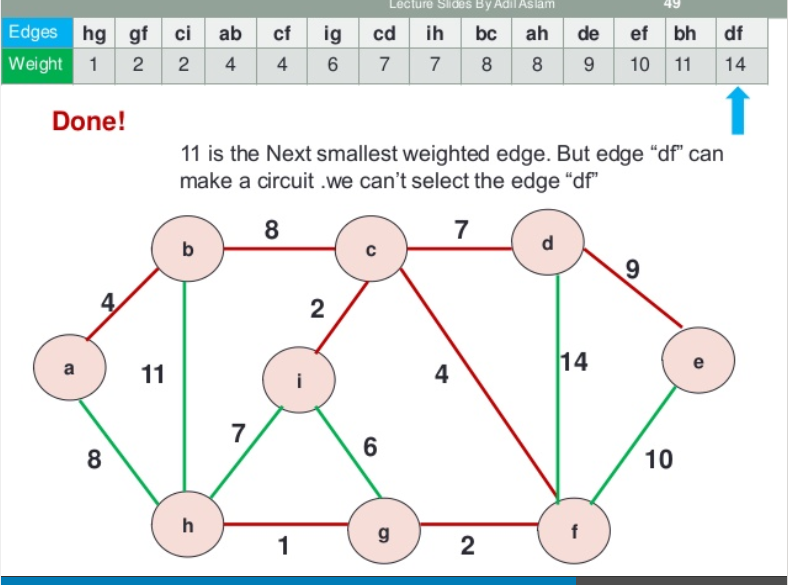 Lecture Slides By Adil Aslam 49
Edges hg gf ci ab cf ig cd ih bc ah de ef bh df
Weight 1 2 2 4 4 6 7 7 8 8 9 10 11 14
Done!
11 is the Next smallest weighted edge. But edge “df” can
make a circuit .we can’t select the edge “df”
8 7
b c d
9
4 2
a 11 i 4 14 e
7 6
8 10
h g f
1 2